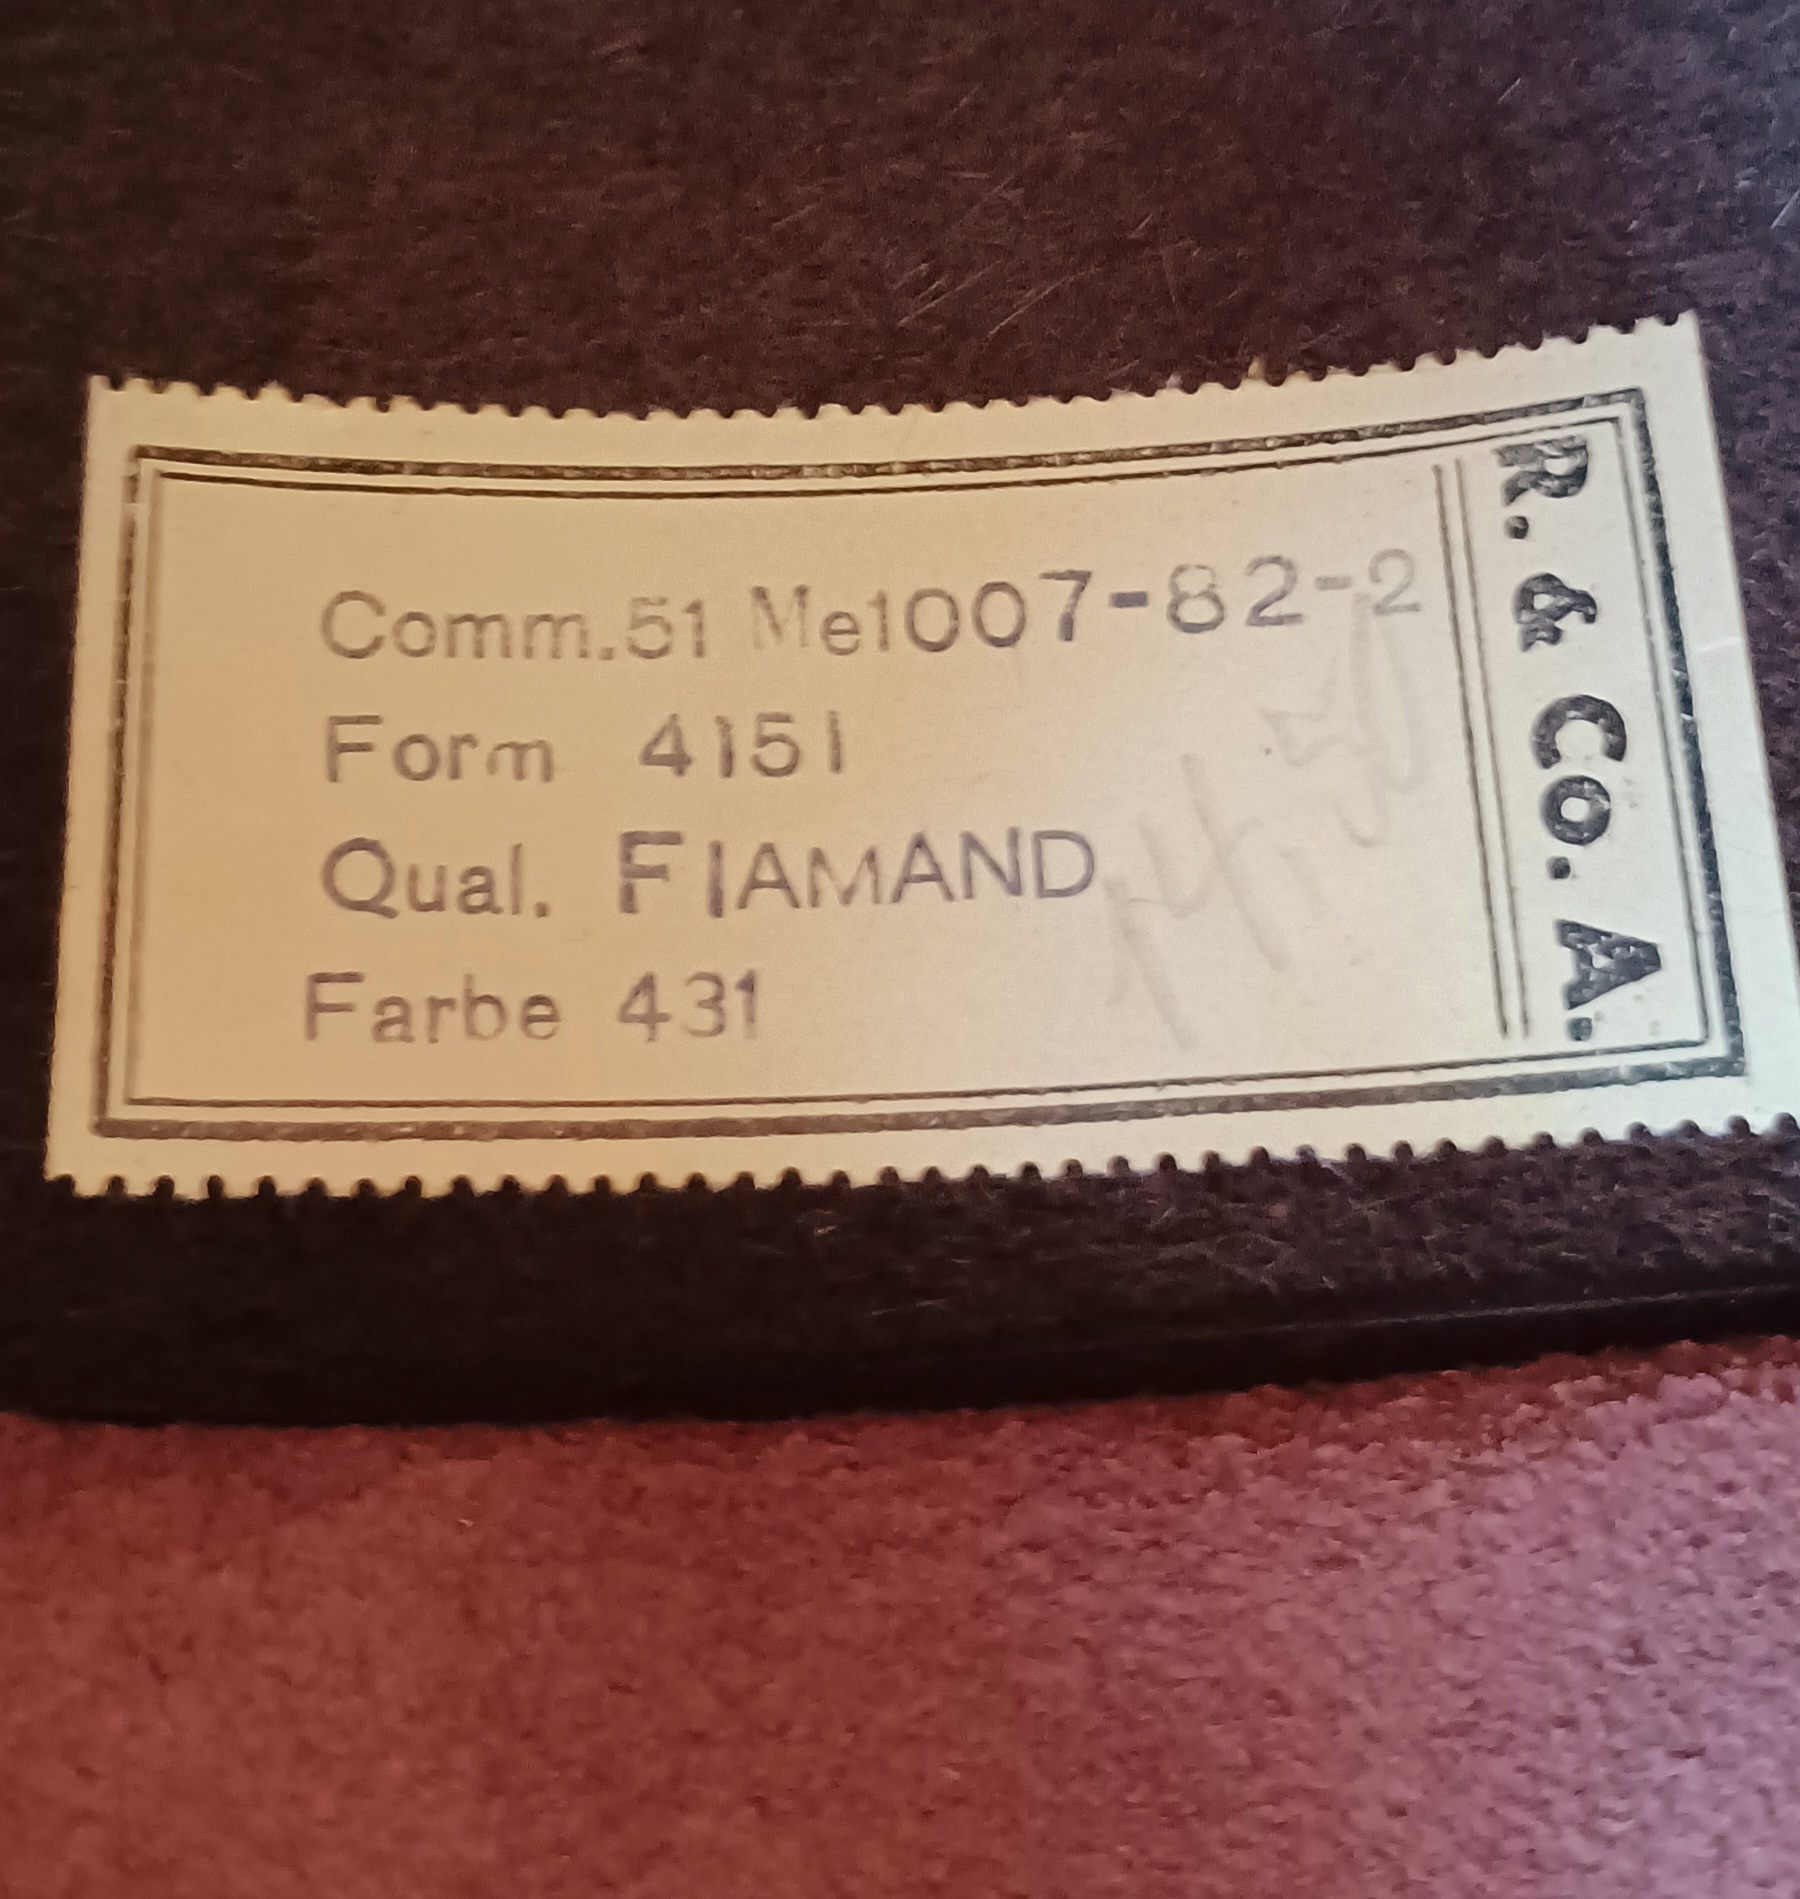 Comm.51 Me1007-82-2
Form 4151
Qual. FIAMAND
Farbe 431
R. & Co. A.